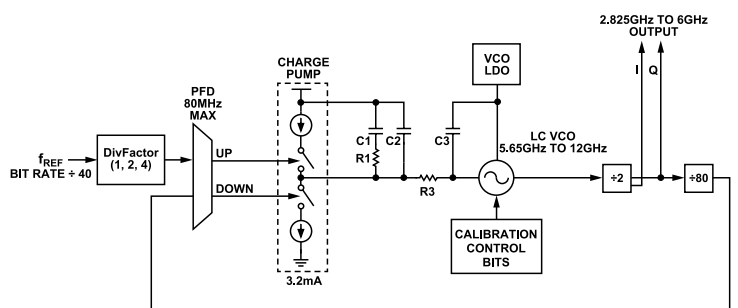 2.825GHz TO 6GHz
OUTPUT
I
Q
CHARGE
PUMP
VCO
LDO
PFD
80MHz
MAX
C1
C2
C3
R1
LC VCO
5.65GHz TO 12GHz
fREF
BIT RATE ÷ 40
DivFactor
(1, 2, 4)
UP
DOWN
R3
÷2
÷80
CALIBRATION
CONTROL
BITS
3.2mA